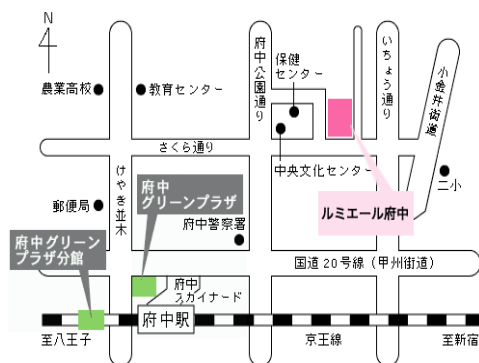 N
農業高校
教育センター
府中公園通り
保健
センター
いちょう通り
小金井街道
さくら通り
中央文化センター
けやき並木
二小
郵便局
府中
グリーンプラザ
ルミエール府中
府中警察署
府中グリーン
プラザ分館
国道20号線(甲州街道)
府中
スカイナード
府中駅
至八王子
京王線
至新宿